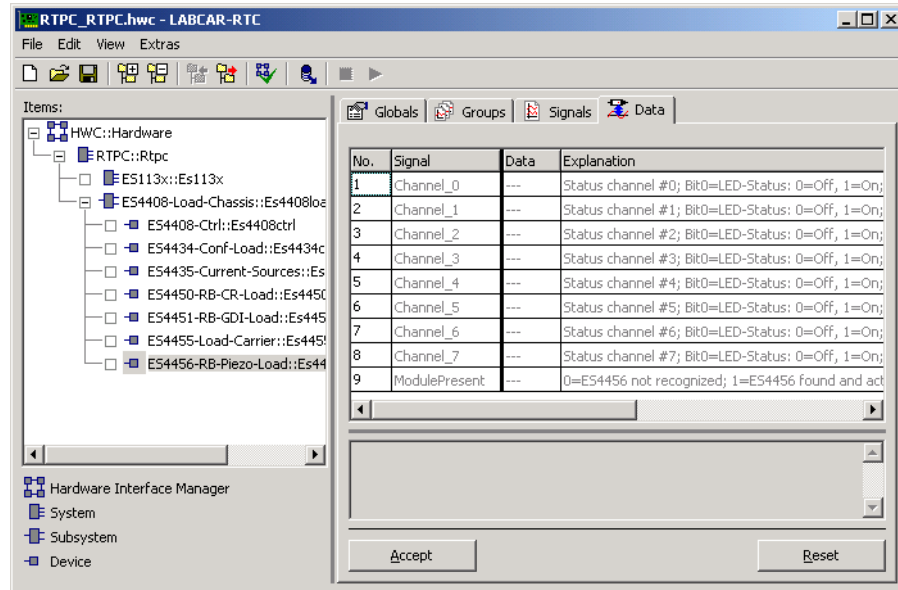 RTPC_RTPC.hwc - LABCAR-RTC
File Edit View Extras
Items:
HWC::Hardware
RTPC::Rtpc
ES113x::Es113x
ES4408-Load-Chassis::Es4408loa
ES4408-Ctrl::Es4408ctrl
ES4434-Conf-Load::Es4434c
ES4435-Current-Sources::Es
ES4450-RB-CR-Load::Es4450
ES4451-RB-GDI-Load::Es445
ES4455-Load-Carrier::Es445
ES4456-RB-Piezo-Load::Es44
Hardware Interface Manager
System
Subsystem
Device
Globals Groups Signals Data
No. Signal Data Explanation
1 Channel_0 --- Status channel #0; Bit0=LED-Status: 0=Off, 1=On;
2 Channel_1 --- Status channel #1; Bit0=LED-Status: 0=Off, 1=On;
3 Channel_2 --- Status channel #2; Bit0=LED-Status: 0=Off, 1=On;
4 Channel_3 --- Status channel #3; Bit0=LED-Status: 0=Off, 1=On;
5 Channel_4 --- Status channel #4; Bit0=LED-Status: 0=Off, 1=On;
6 Channel_5 --- Status channel #5; Bit0=LED-Status: 0=Off, 1=On;
7 Channel_6 --- Status channel #6; Bit0=LED-Status: 0=Off, 1=On;
8 Channel_7 --- Status channel #7; Bit0=LED-Status: 0=Off, 1=On;
9 ModulePresent --- 0=ES4456 not recognized; 1=ES4456 found and act
Accept Reset